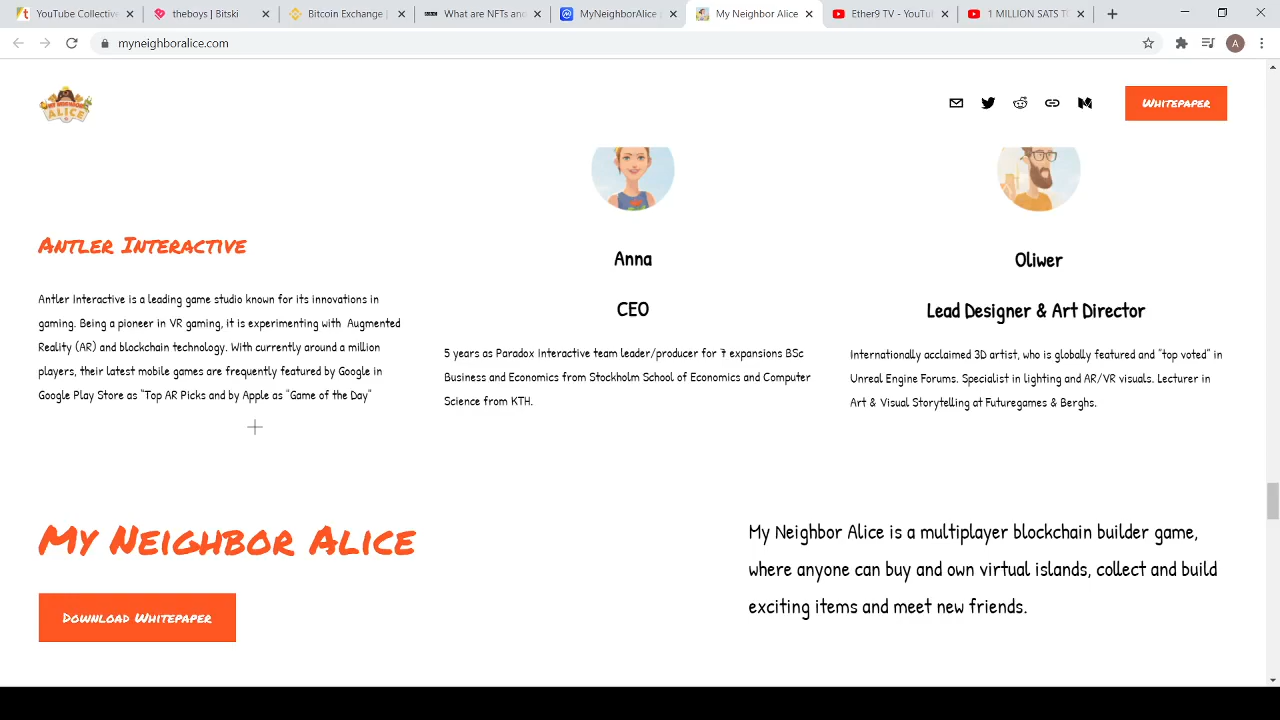 YouTube Collective
theboys | Bitski
Bitcoin Exchange |
What are NFTs and
MyNeighborAlice
My Neighbor Alice
Ether9 TV - YouTu
1 MILLION SATS T
myneighboralice.com
A
ALICE
Whitepaper
Antler Interactive
Antler Interactive is a leading game studio known for its innovations in
gaming. Being a pioneer in VR gaming, it is experimenting with Augmented
Reality (AR) and blockchain technology. With currently around a million
players, their latest mobile games are frequently featured by Google in
Google Play Store as "Top AR Picks and by Apple as "Game of the Day"
Anna
CEO
5 years as Paradox Interactive team leader/producer for 7 expansions BSc
Business and Economics from Stockholm School of Economics and Computer
Science from KTH.
Oliwer
Lead Designer & Art Director
Internationally acclaimed 3D artist, who is globally featured and "top voted" in
Unreal Engine Forums. Specialist in lighting and AR/VR visuals. Lecturer in
Art & Visual Storytelling at Futuregames & Berghs.
My Neighbor Alice
Download Whitepaper
My Neighbor Alice is a multiplayer blockchain builder game,
where anyone can buy and own virtual islands, collect and build
exciting items and meet new friends.